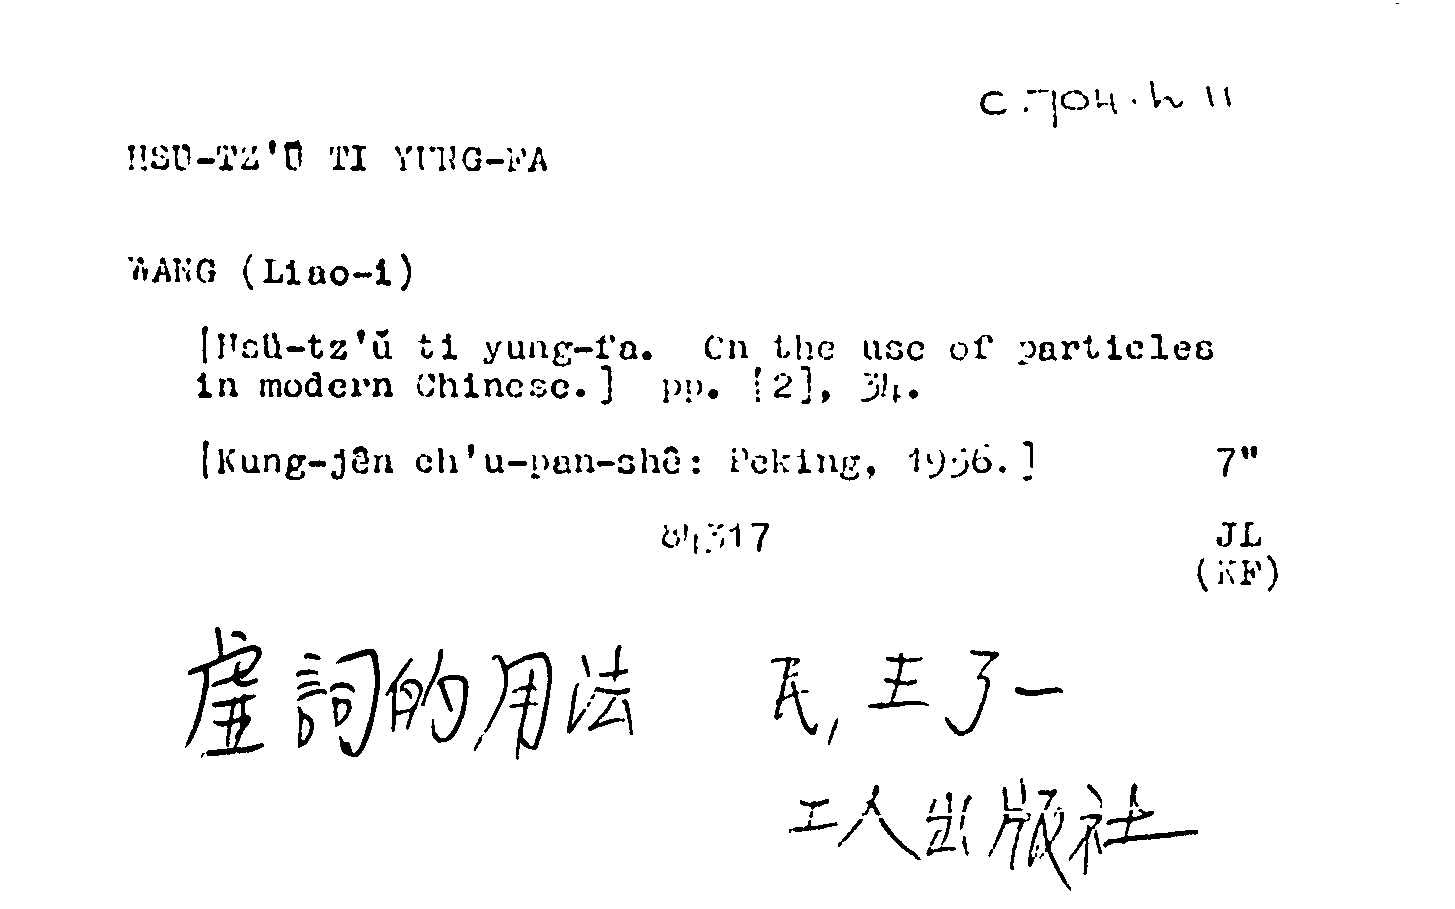 C.704.h 11
HSÜ-TZ'Ŭ TI YUNG-FA
WANG (Liao-i)
[Hsü-tz'ŭ ti yung-fa. On the use of particles
in modern Chinese.] pp. [2], 34.
[Kung-jên ch'u-pan-shê: Peking, 1956.] 7"
84317 JL
(KF)
虛詞的用法 民, 王了一
工人出版社